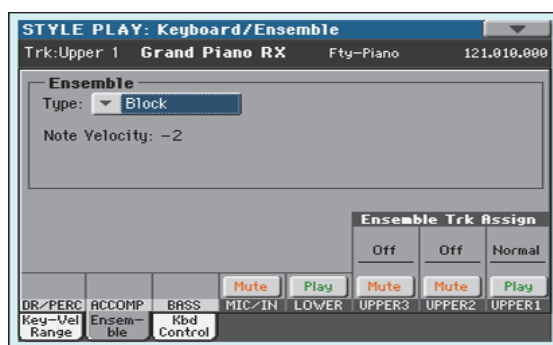 STYLE PLAY: Keyboard/Ensemble
Trk:Upper 1 Grand Piano RX Fty-Piano 121.010.000
Ensemble
Type: Block
Note Velocity: -2
Ensemble Trk Assign
Off Off Normal
Mute Play Mute Mute Play
DR/PERC ACCOMP BASS MIC/IN LOWER UPPER3 UPPER2 UPPER1
Key-Vel Ensem- Kbd
Range ble Control